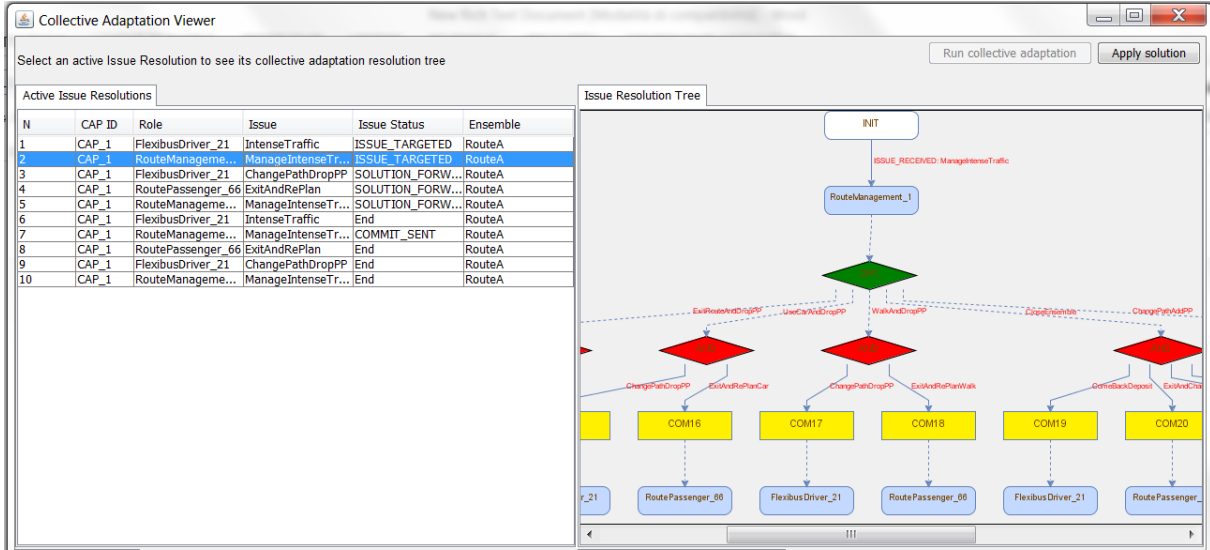 Collective Adaptation Viewer
Select an active Issue Resolution to see its collective adaptation resolution tree
Run collective adaptation
Apply solution
Active Issue Resolutions
N CAP ID Role Issue Issue Status Ensemble
1 CAP_1 FlexibusDriver_21 IntenseTraffic ISSUE_TARGETED RouteA
2 CAP_1 RouteManageme... ManageIntenseTr... ISSUE_TARGETED RouteA
3 CAP_1 FlexibusDriver_21 ChangePathDropPP SOLUTION_FORW... RouteA
4 CAP_1 RoutePassenger_66 ExitAndRePlan SOLUTION_FORW... RouteA
5 CAP_1 RouteManageme... ManageIntenseTr... SOLUTION_FORW... RouteA
6 CAP_1 FlexibusDriver_21 IntenseTraffic End RouteA
7 CAP_1 RouteManageme... ManageIntenseTr... COMMIT_SENT RouteA
8 CAP_1 RoutePassenger_66 ExitAndRePlan End RouteA
9 CAP_1 FlexibusDriver_21 ChangePathDropPP End RouteA
10 CAP_1 RouteManageme... ManageIntenseTr... End RouteA
Issue Resolution Tree
INIT
ISSUE_RECEIVED: ManageIntenseTraffic
RouteManagement_1
ExitRouteAndDropPP UseCarAndDropPP WalkAndDropPP CloseEnsemble ChangePathAddPP
ChangePathDropPP ExitAndRePlanCar ChangePathDropPP ExitAndRePlanWalk ComeBackDeposit ExitAndCha
COM16 COM17 COM18 COM19 COM20
r_21 RoutePassenger_66 FlexibusDriver_21 RoutePassenger_66 FlexibusDriver_21 RoutePassenger_